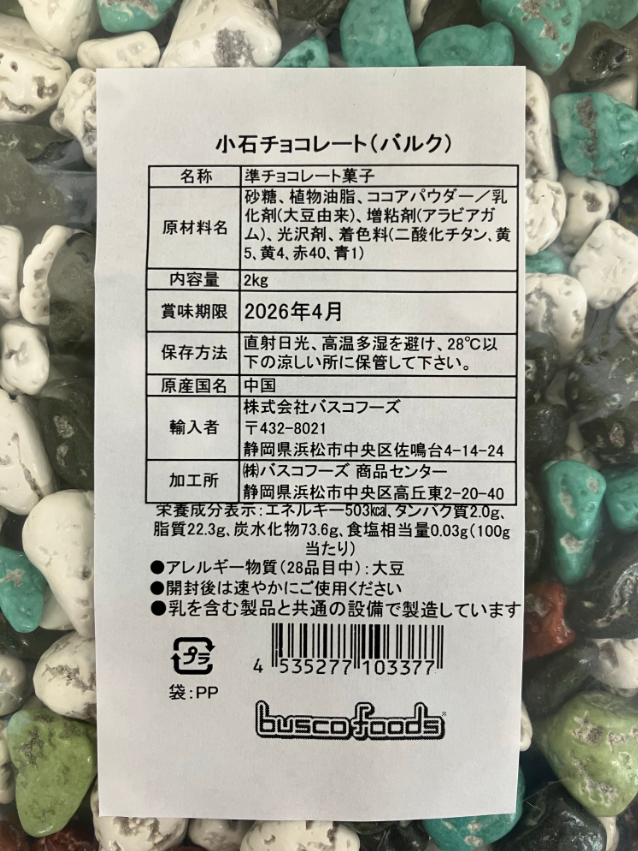 小石チョコレート(バルク)
名称 準チョコレート菓子
原材料名 砂糖、植物油脂、ココアパウダー/乳
化剤(大豆由来)、増粘剤(アラビアガ
ム)、光沢剤、着色料(二酸化チタン、黄
5、黄4、赤40、青1)
内容量 2kg
賞味期限 2026年4月
保存方法 直射日光、高温多湿を避け、28℃以
下の涼しい所に保管して下さい。
原産国名 中国
輸入者 株式会社バスコフーズ
〒432-8021
静岡県浜松市中央区佐鳴台4-14-24
加工所 ㈱バスコフーズ 商品センター
静岡県浜松市中央区高丘東2-20-40
栄養成分表示:エネルギー503kcal、タンパク質2.0g、
脂質22.3g、炭水化物73.6g、食塩相当量0.03g(100g
当たり)
●アレルギー物質(28品目中):大豆
●開封後は速やかにご使用ください
●乳を含む製品と共通の設備で製造しています
プラ
袋:PP
4 535277 103377
busco foods